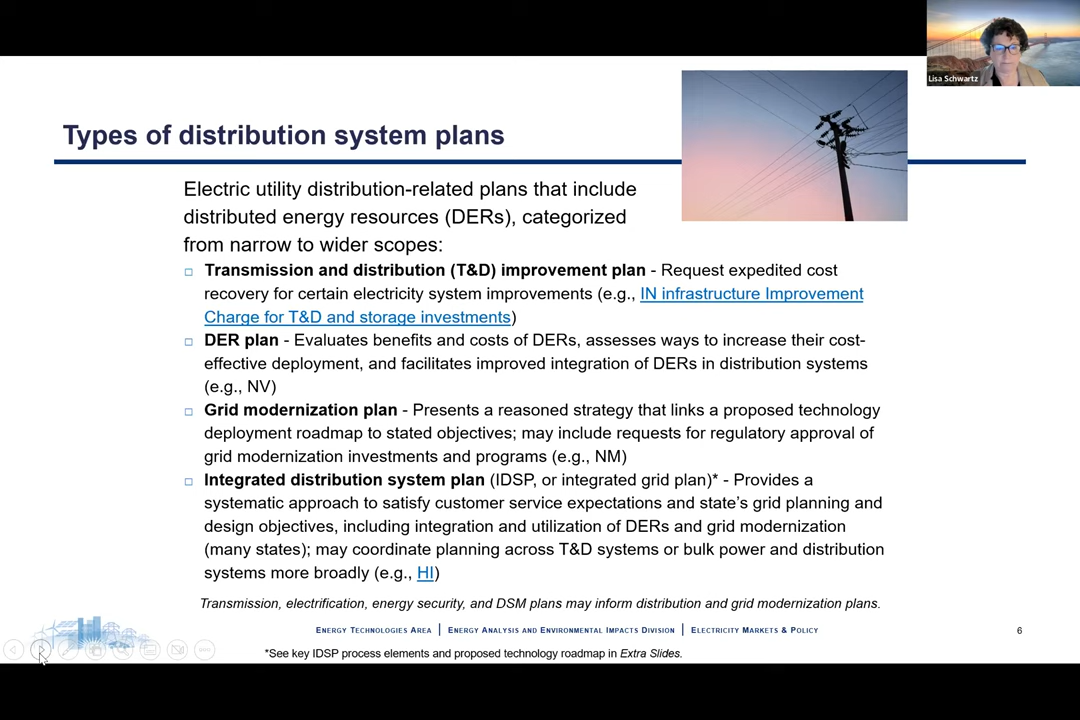 Lisa Schwartz
Types of distribution system plans
Electric utility distribution-related plans that include
distributed energy resources (DERs), categorized
from narrow to wider scopes:
Transmission and distribution (T&D) improvement plan - Request expedited cost
recovery for certain electricity system improvements (e.g., IN infrastructure Improvement
Charge for T&D and storage investments)
DER plan - Evaluates benefits and costs of DERs, assesses ways to increase their cost-
effective deployment, and facilitates improved integration of DERs in distribution systems
(e.g., NV)
Grid modernization plan - Presents a reasoned strategy that links a proposed technology
deployment roadmap to stated objectives; may include requests for regulatory approval of
grid modernization investments and programs (e.g., NM)
Integrated distribution system plan (IDSP, or integrated grid plan)* - Provides a
systematic approach to satisfy customer service expectations and state's grid planning and
design objectives, including integration and utilization of DERs and grid modernization
(many states); may coordinate planning across T&D systems or bulk power and distribution
systems more broadly (e.g., HI)
Transmission, electrification, energy security, and DSM plans may inform distribution and grid modernization plans.
ENERGY TECHNOLOGIES AREA | ENERGY ANALYSIS AND ENVIRONMENTAL IMPACTS DIVISION | ELECTRICITY MARKETS & POLICY
6
*See key IDSP process elements and proposed technology roadmap in Extra Slides.